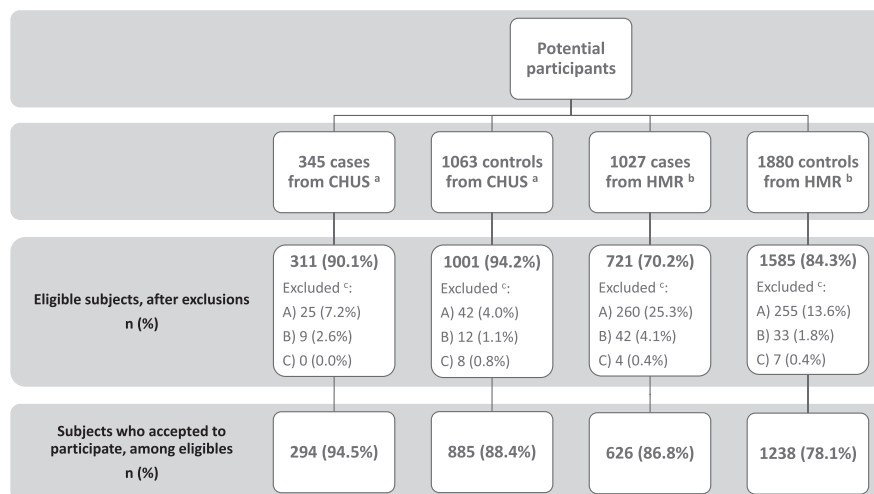 Potential
participants
345 cases
from CHUS a
1063 controls
from CHUS a
1027 cases
from HMR b
1880 controls
from HMR b
Eligible subjects, after exclusions
n (%)
311 (90.1%)
Excluded c:
A) 25 (7.2%)
B) 9 (2.6%)
C) 0 (0.0%)
1001 (94.2%)
Excluded c:
A) 42 (4.0%)
B) 12 (1.1%)
C) 8 (0.8%)
721 (70.2%)
Excluded c:
A) 260 (25.3%)
B) 42 (4.1%)
C) 4 (0.4%)
1585 (84.3%)
Excluded c:
A) 255 (13.6%)
B) 33 (1.8%)
C) 7 (0.4%)
Subjects who accepted to
participate, among eligibles
n (%)
294 (94.5%)
885 (88.4%)
626 (86.8%)
1238 (78.1%)